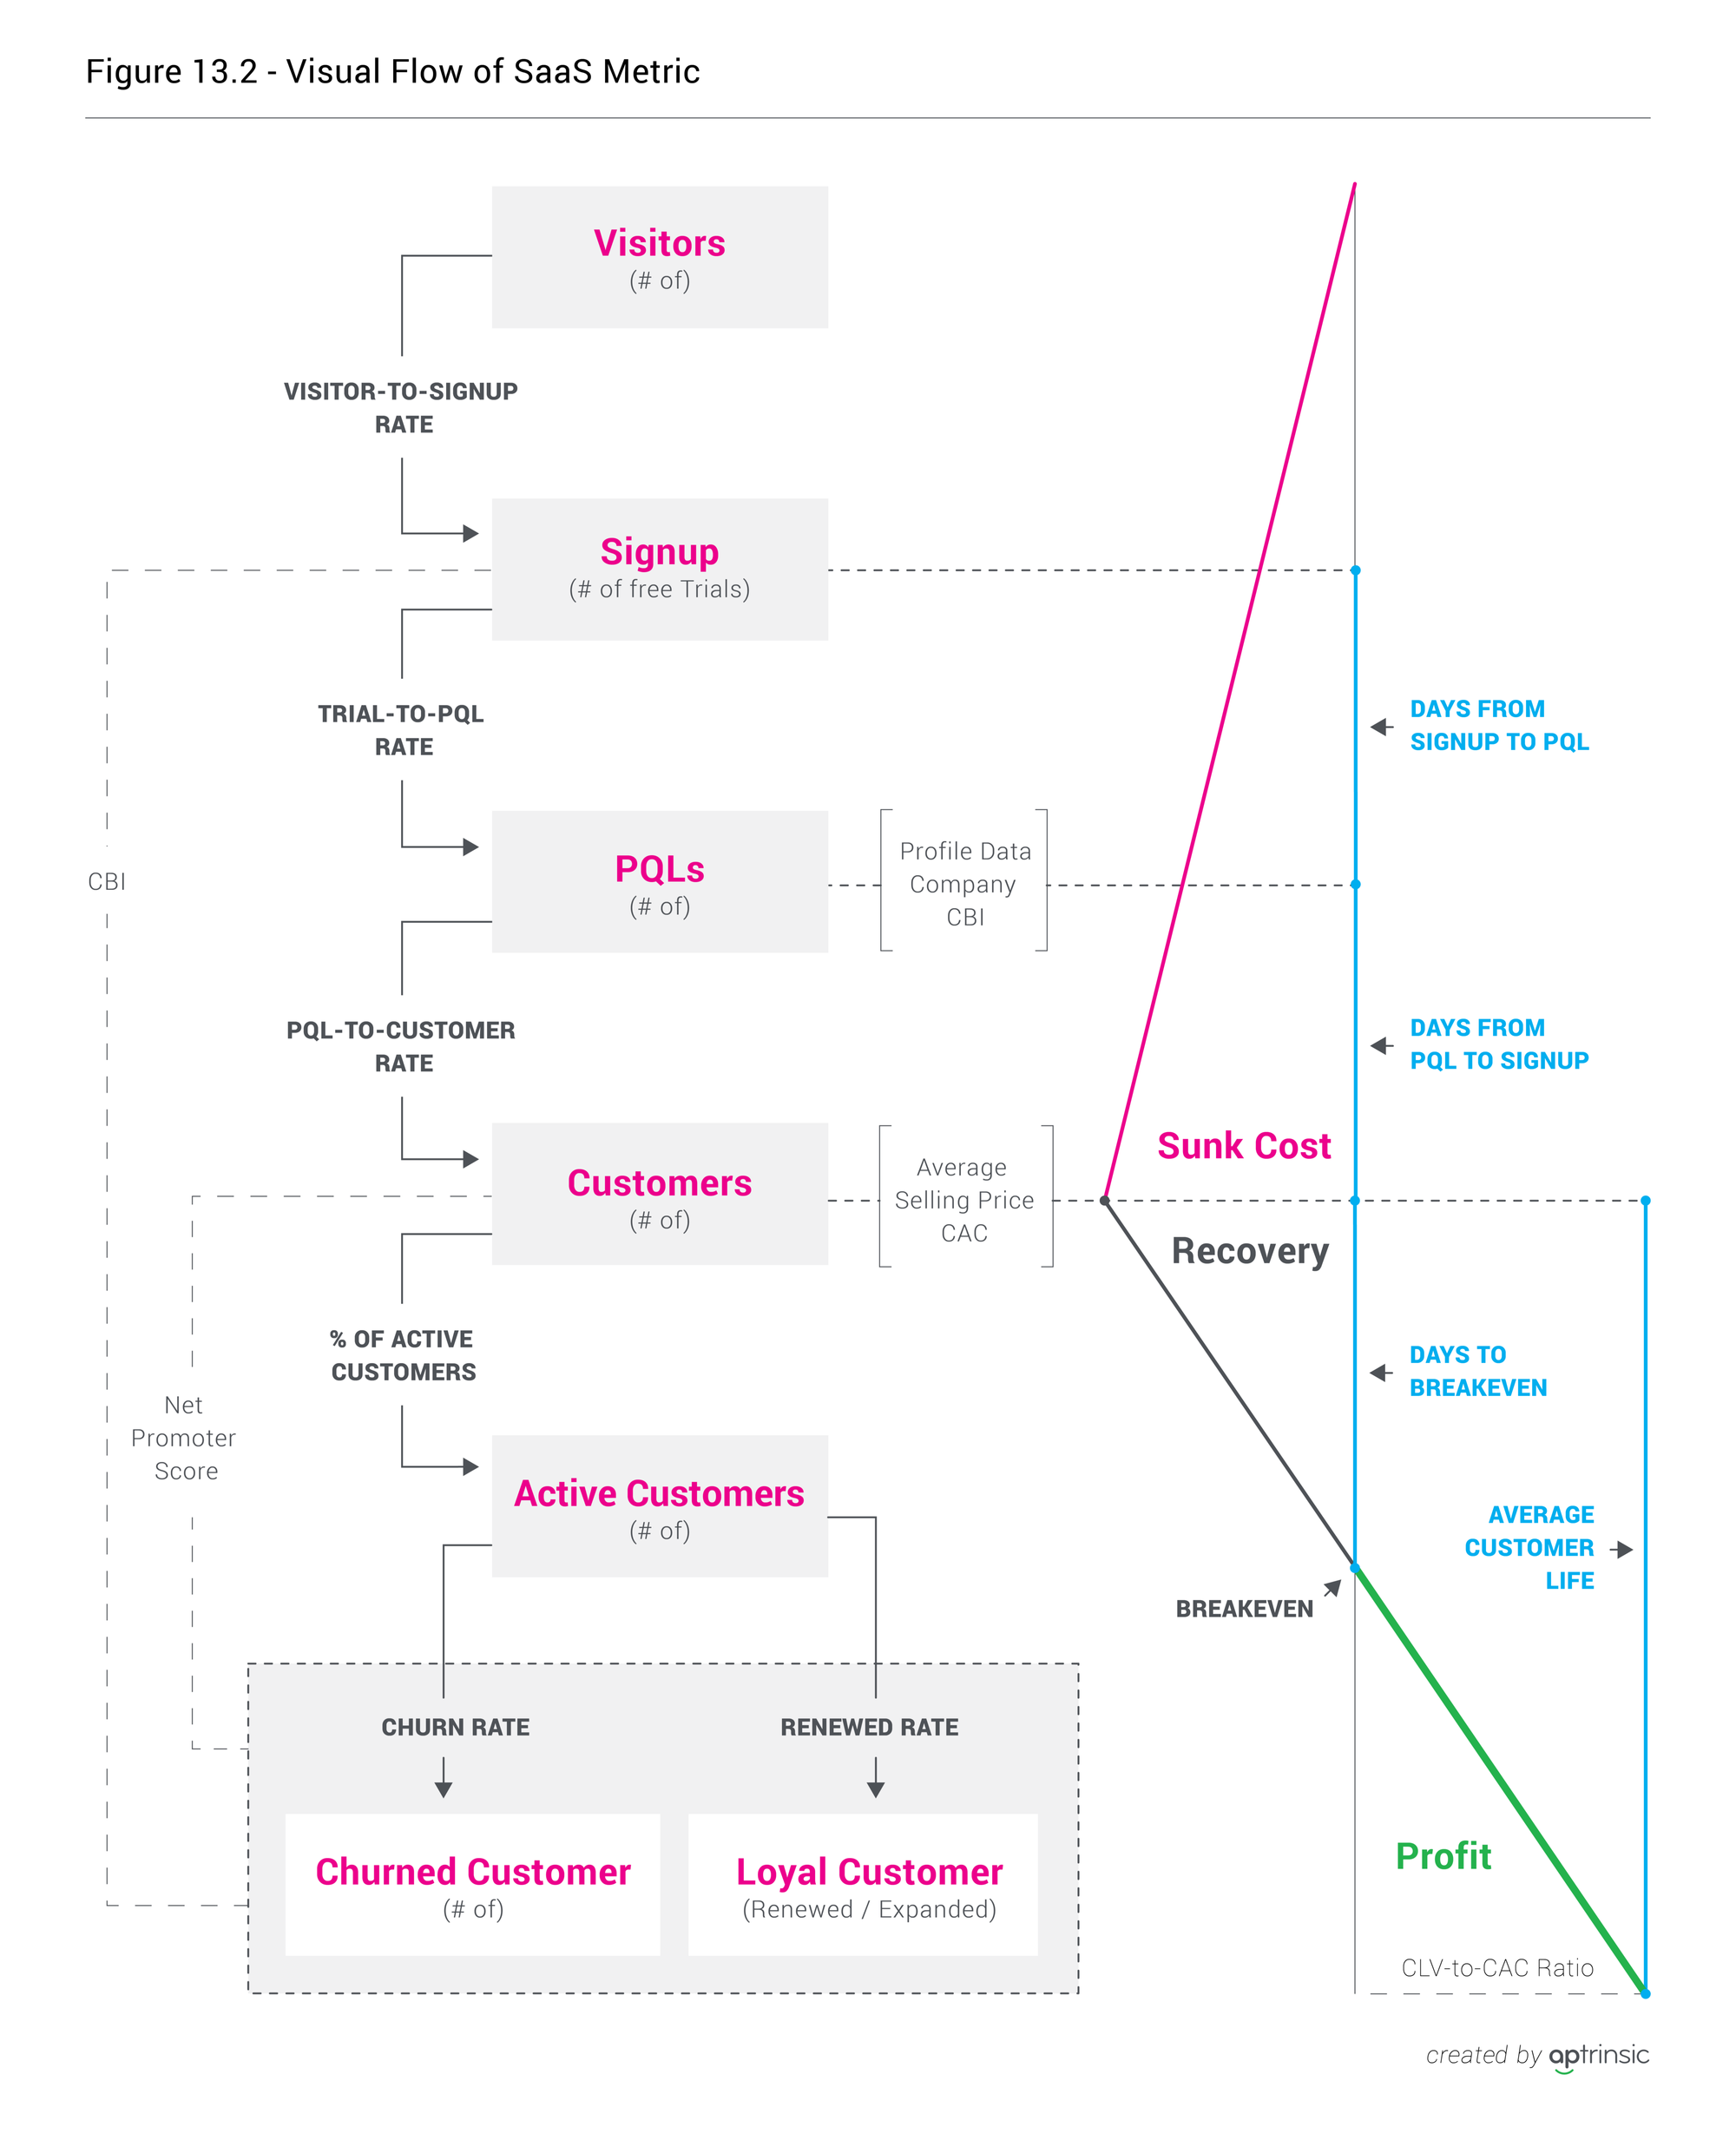 Figure 13.2 - Visual Flow of SaaS Metric
Visitors
(# of)
VISITOR-TO-SIGNUP
RATE
Signup
(# of free Trials)
TRIAL-TO-PQL
RATE
DAYS FROM
SIGNUP TO PQL
CBI
PQLs
(# of)
Profile Data
Company
CBI
PQL-TO-CUSTOMER
RATE
DAYS FROM
PQL TO SIGNUP
Customers
(# of)
Average
Selling Price
CAC
Sunk Cost
Recovery
% OF ACTIVE
CUSTOMERS
DAYS TO
BREAKEVEN
Net
Promoter
Score
Active Customers
(# of)
AVERAGE
CUSTOMER
LIFE
BREAKEVEN
CHURN RATE
RENEWED RATE
Churned Customer
(# of)
Loyal Customer
(Renewed / Expanded)
Profit
CLV-to-CAC Ratio
created by aptrinsic